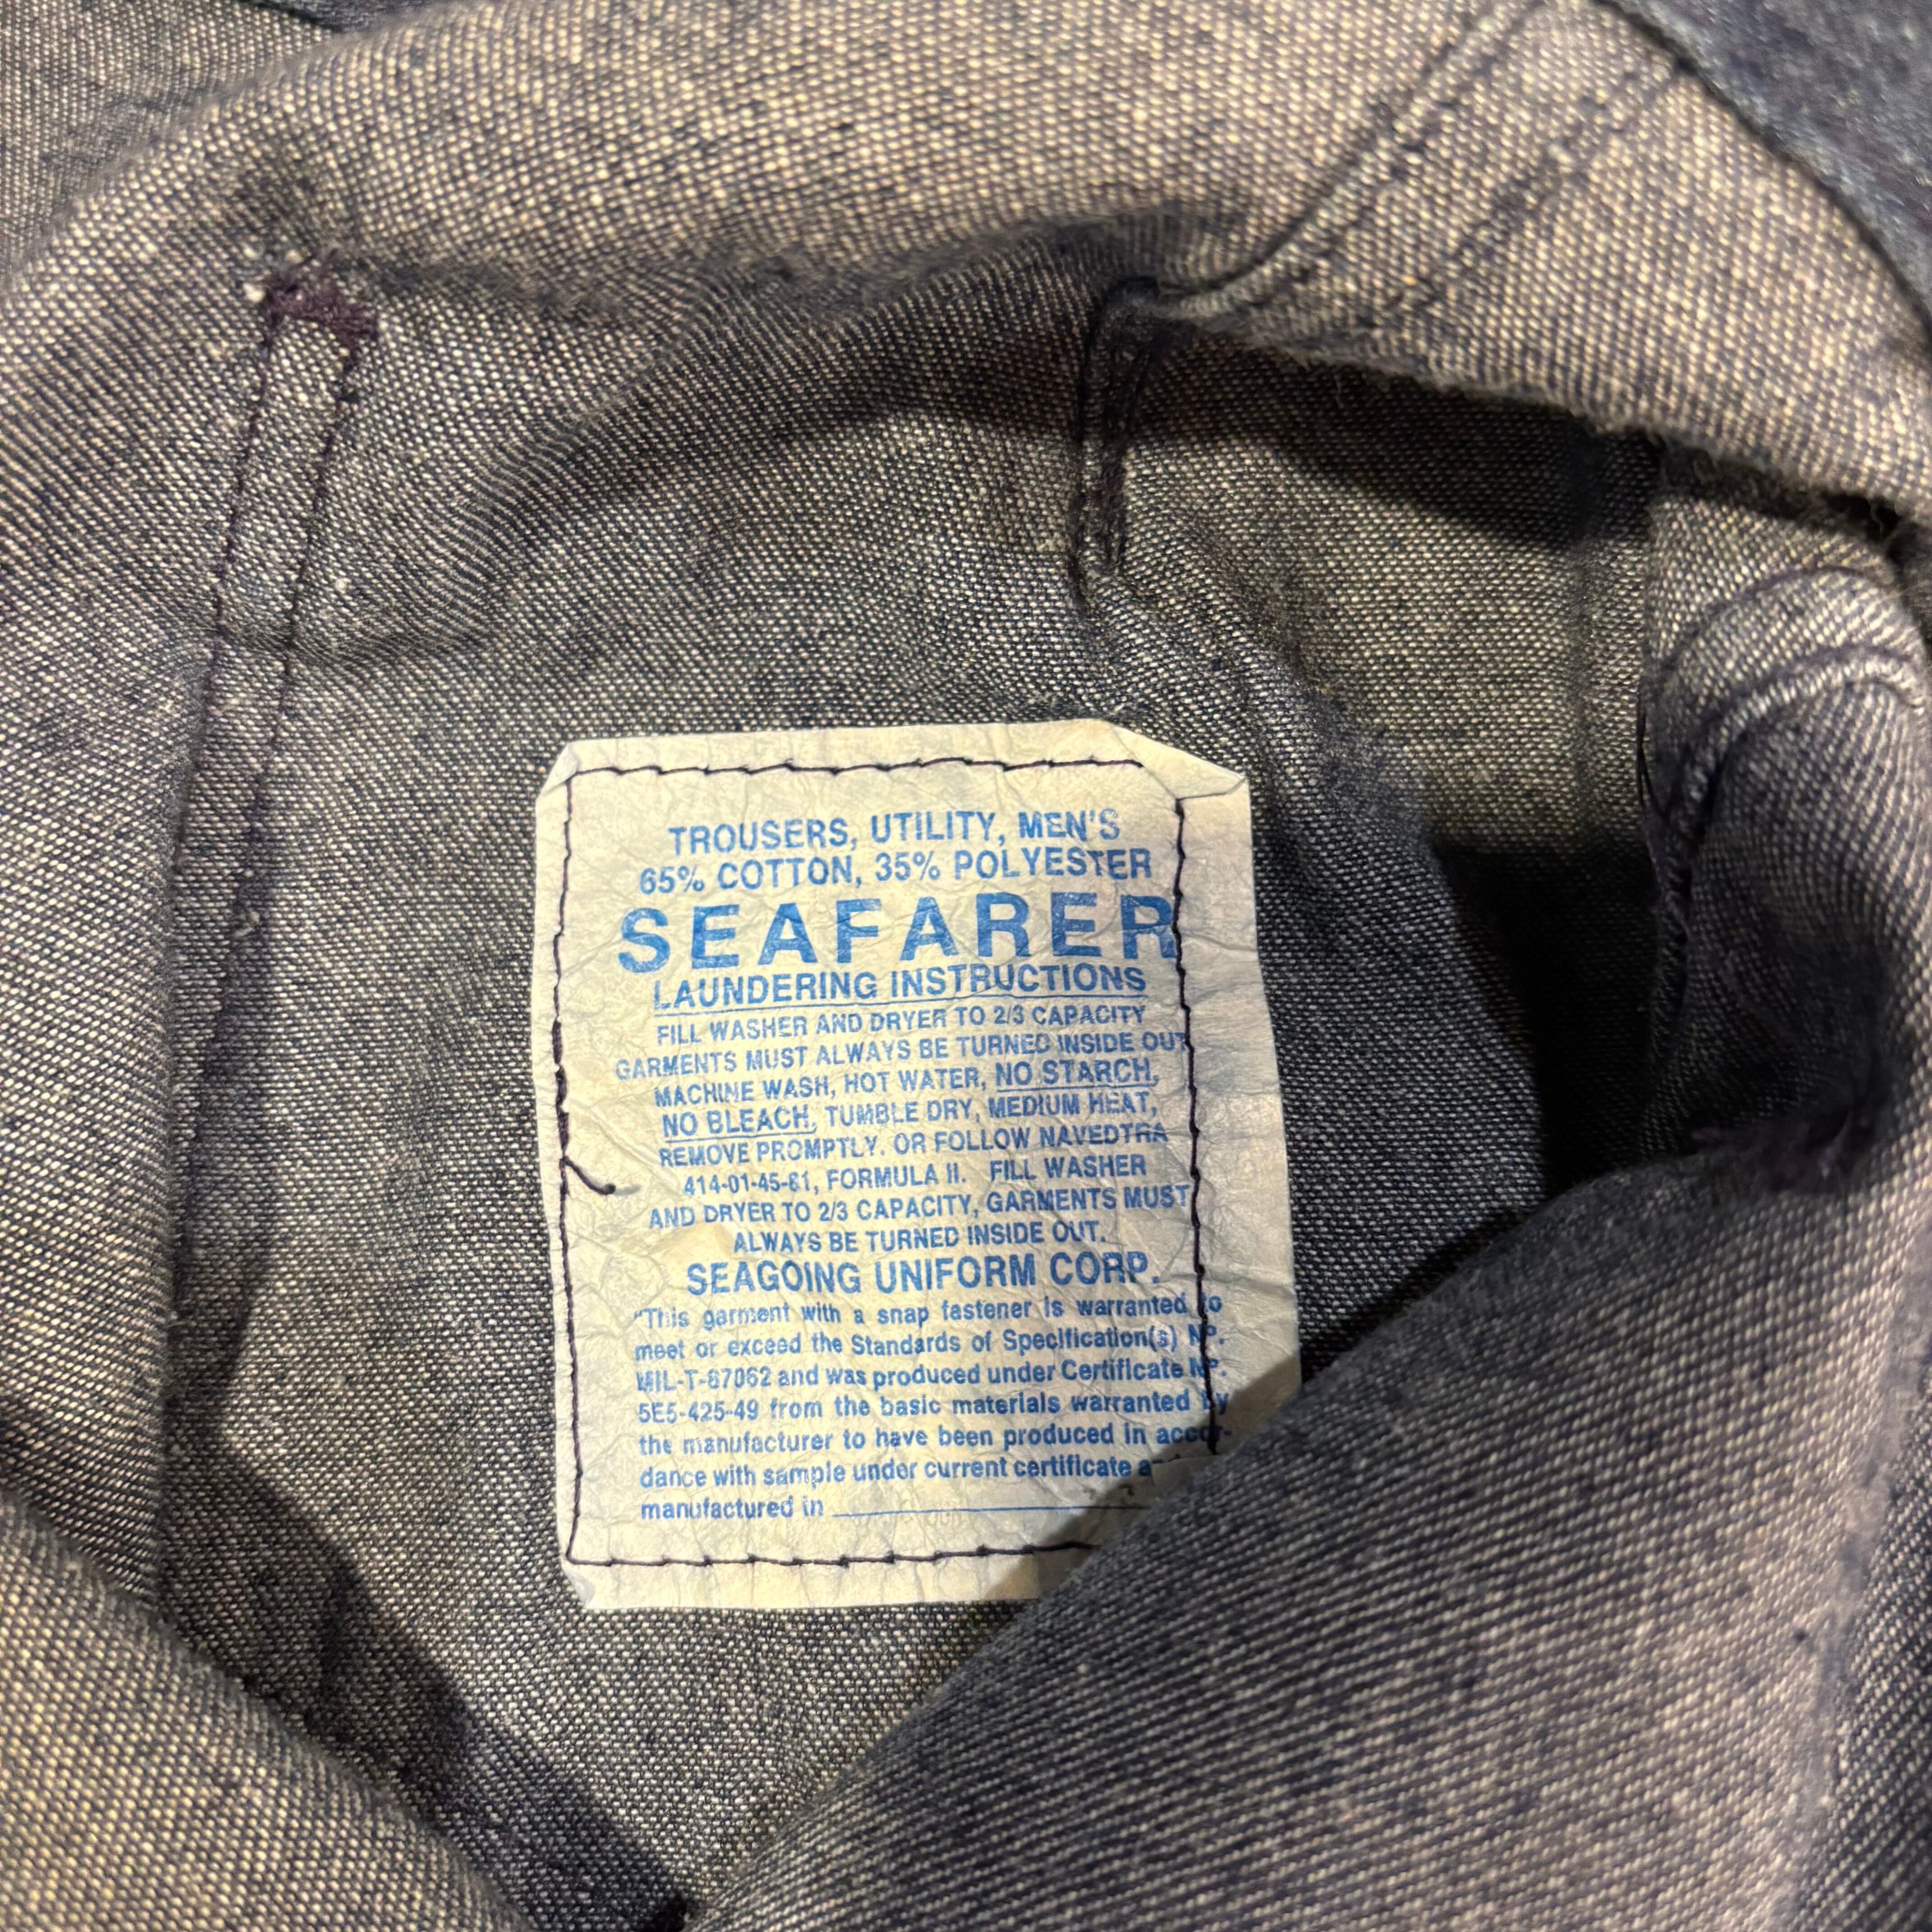 TROUSERS, UTILITY, MEN'S
65% COTTON, 35% POLYESTER
SEAFARER
LAUNDERING INSTRUCTIONS
FILL WASHER AND DRYER TO 2/3 CAPACITY
GARMENTS MUST ALWAYS BE TURNED INSIDE OUT
MACHINE WASH, HOT WATER, NO STARCH,
NO BLEACH, TUMBLE DRY, MEDIUM HEAT,
REMOVE PROMPTLY. OR FOLLOW NAVEDTRA
414-01-45-81, FORMULA II. FILL WASHER
AND DRYER TO 2/3 CAPACITY, GARMENTS MUST
ALWAYS BE TURNED INSIDE OUT.
SEAGOING UNIFORM CORP.
"This garment with a snap fastener is warranted to
meet or exceed the Standards of Specification(s) Nº.
MIL-T-87062 and was produced under Certificate Nº.
5E5-425-49 from the basic materials warranted by
the manufacturer to have been produced in accor-
dance with sample under current certificate
manufactured in